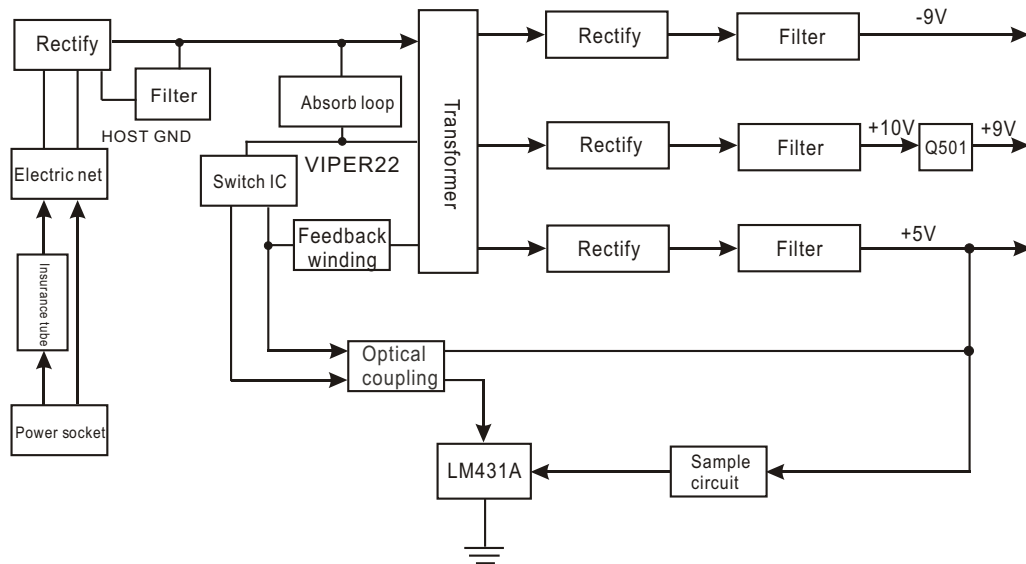 Rectify
Filter
HOST GND
Electric net
Insurance tube
Power socket
Absorb loop
VIPER22
Switch IC
Feedback
winding
Transformer
Rectify
Filter
-9V
Rectify
Filter
+10V
Q501
+9V
Rectify
Filter
+5V
Optical
coupling
LM431A
Sample
circuit